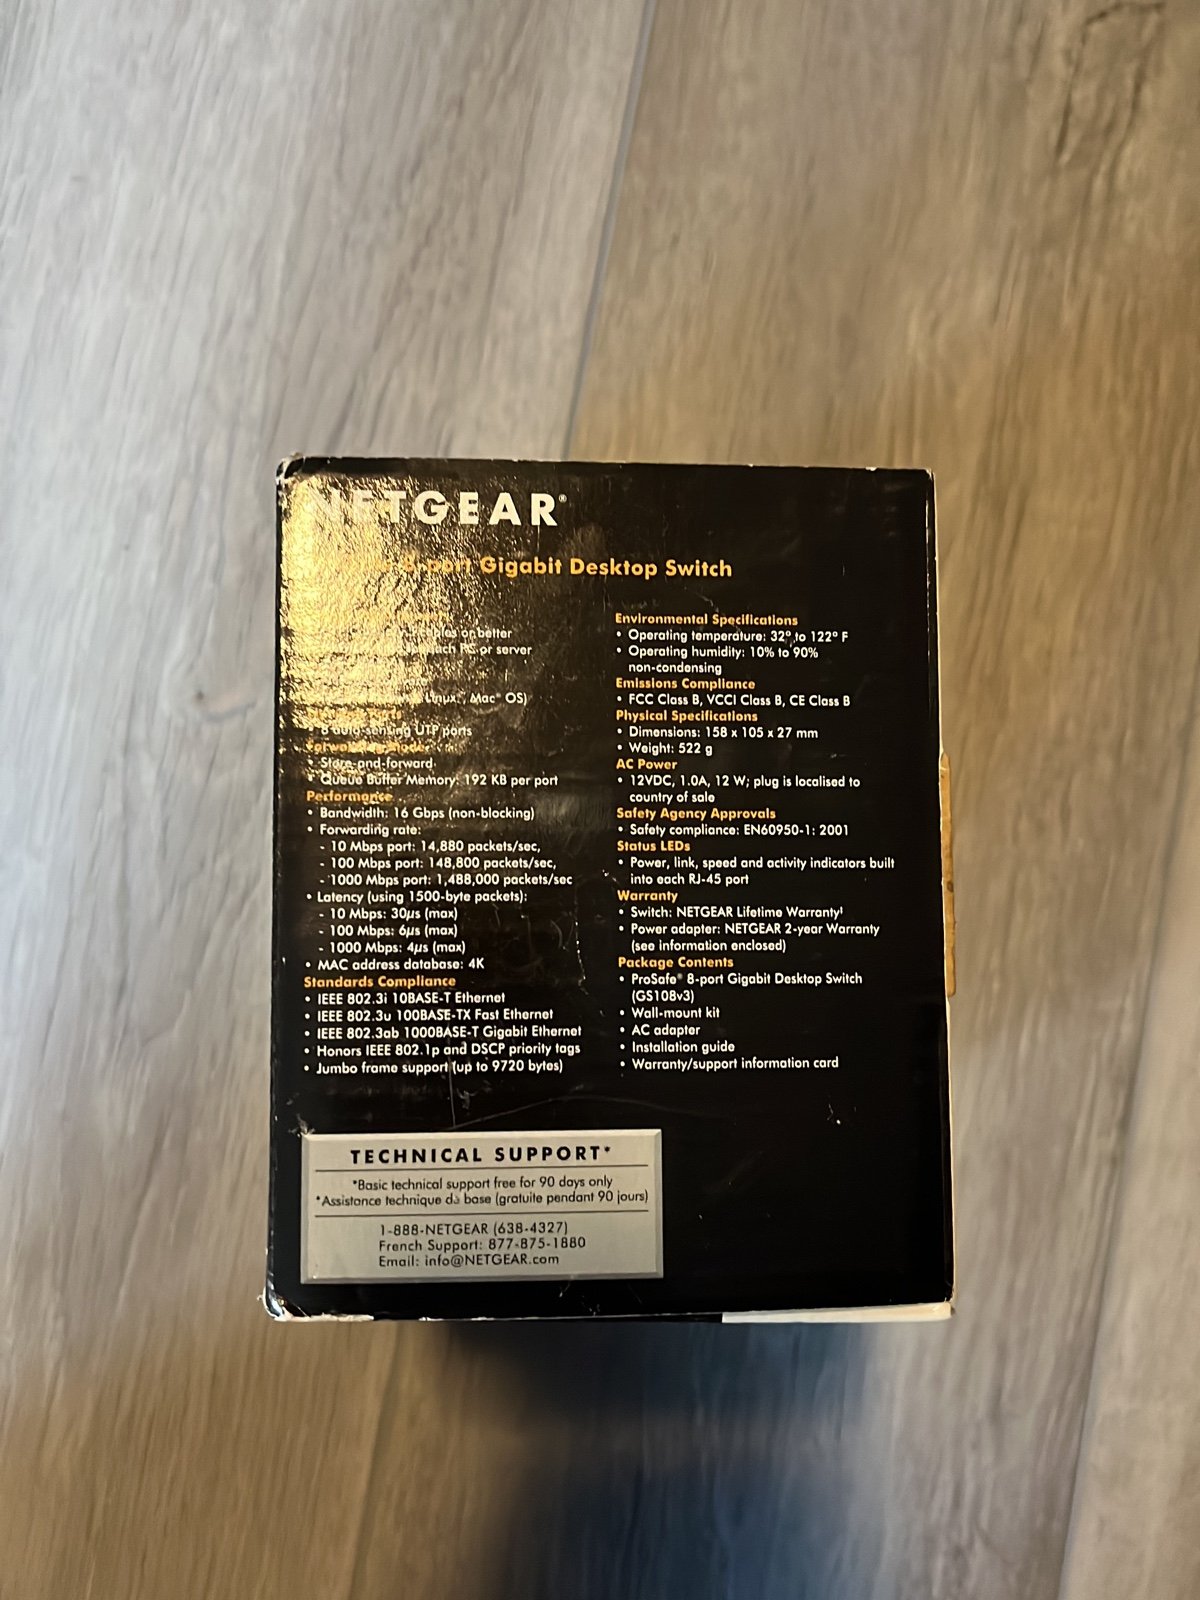 NETGEAR®
8-port Gigabit Desktop Switch
or better
each PC or server
Linux®, Mac® OS)
8 auto-sensing UTP ports
Forwarding Mode
• Store-and-forward
• Queue Buffer Memory: 192 KB per port
Performance
• Bandwidth: 16 Gbps (non-blocking)
• Forwarding rate:
- 10 Mbps port: 14,880 packets/sec,
- 100 Mbps port: 148,800 packets/sec,
- 1000 Mbps port: 1,488,000 packets/sec
• Latency (using 1500-byte packets):
- 10 Mbps: 30µs (max)
- 100 Mbps: 6µs (max)
- 1000 Mbps: 4µs (max)
• MAC address database: 4K
Standards Compliance
• IEEE 802.3i 10BASE-T Ethernet
• IEEE 802.3u 100BASE-TX Fast Ethernet
• IEEE 802.3ab 1000BASE-T Gigabit Ethernet
• Honors IEEE 802.1p and DSCP priority tags
• Jumbo frame support (up to 9720 bytes)
Environmental Specifications
• Operating temperature: 32° to 122° F
• Operating humidity: 10% to 90%
non-condensing
Emissions Compliance
• FCC Class B, VCCI Class B, CE Class B
Physical Specifications
• Dimensions: 158 x 105 x 27 mm
• Weight: 522 g
AC Power
• 12VDC, 1.0A, 12 W; plug is localised to
country of sale
Safety Agency Approvals
• Safety compliance: EN60950-1: 2001
Status LEDs
• Power, link, speed and activity indicators built
into each RJ-45 port
Warranty
• Switch: NETGEAR Lifetime Warranty†
• Power adapter: NETGEAR 2-year Warranty
(see information enclosed)
Package Contents
• ProSafe® 8-port Gigabit Desktop Switch
(GS108v3)
• Wall-mount kit
• AC adapter
• Installation guide
• Warranty/support information card
TECHNICAL SUPPORT*
*Basic technical support free for 90 days only
*Assistance technique de base (gratuite pendant 90 jours)
1-888-NETGEAR (638-4327)
French Support: 877-875-1880
Email: info@NETGEAR.com